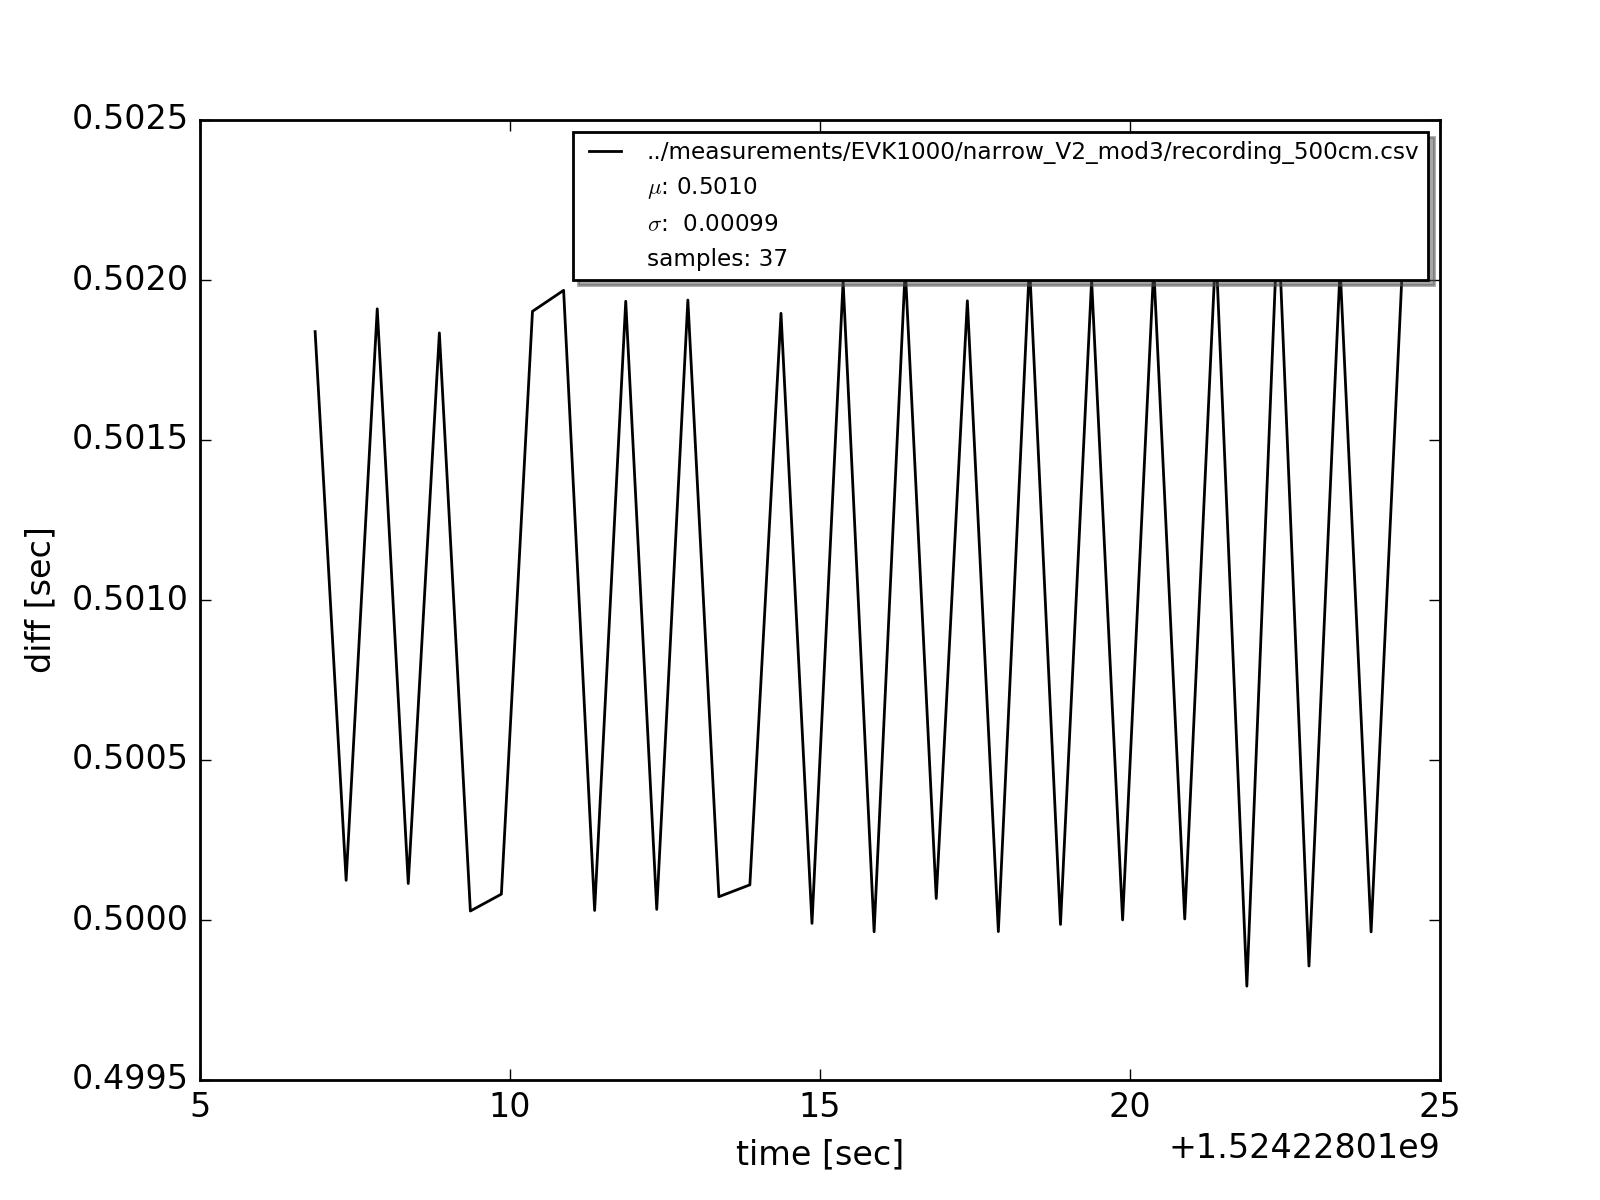 0.5025
0.5020
0.5015
0.5010
0.5005
0.5000
0.4995
diff [sec]
../measurements/EVK1000/narrow_V2_mod3/recording_500cm.csv
μ: 0.5010
σ: 0.00099
samples: 37
5 10 15 20 25
time [sec]
+1.52422801e9